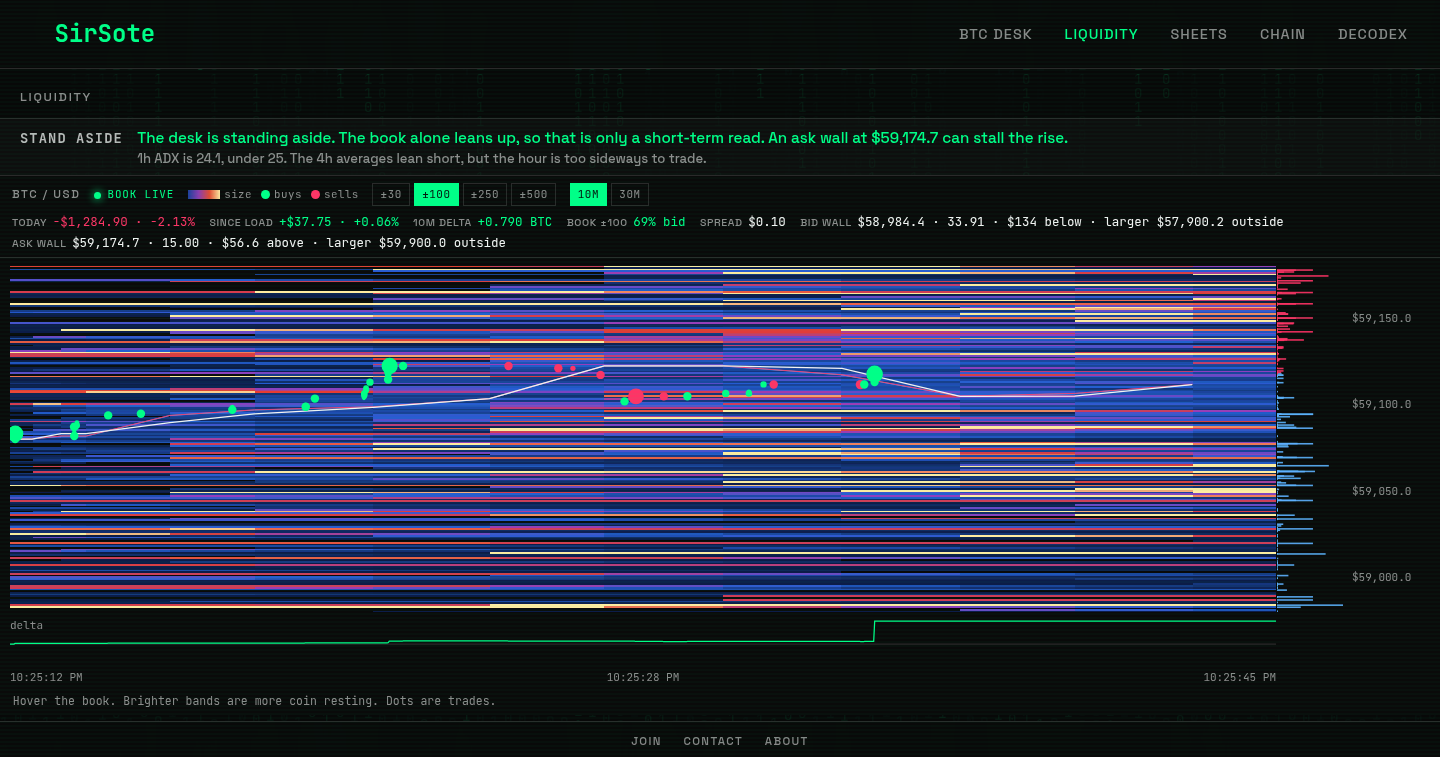 SirSote
BTC DESK LIQUIDITY SHEETS CHAIN DECODEX
LIQUIDITY
STAND ASIDE The desk is standing aside. The book alone leans up, so that is only a short-term read. An ask wall at $59,174.7 can stall the rise.
1h ADX is 24.1, under 25. The 4h averages lean short, but the hour is too sideways to trade.
BTC / USD BOOK LIVE size buys sells ±30 ±100 ±250 ±500 10M 30M
TODAY -$1,284.90 · -2.13% SINCE LOAD +$37.75 · +0.06% 10M DELTA +0.790 BTC BOOK ±100 69% bid SPREAD $0.10 BID WALL $58,984.4 · 33.91 · $134 below · larger $57,900.2 outside
ASK WALL $59,174.7 · 15.00 · $56.6 above · larger $59,900.0 outside
$59,150.0
$59,100.0
$59,050.0
$59,000.0
delta
10:25:12 PM 10:25:28 PM 10:25:45 PM
Hover the book. Brighter bands are more coin resting. Dots are trades.
JOIN CONTACT ABOUT